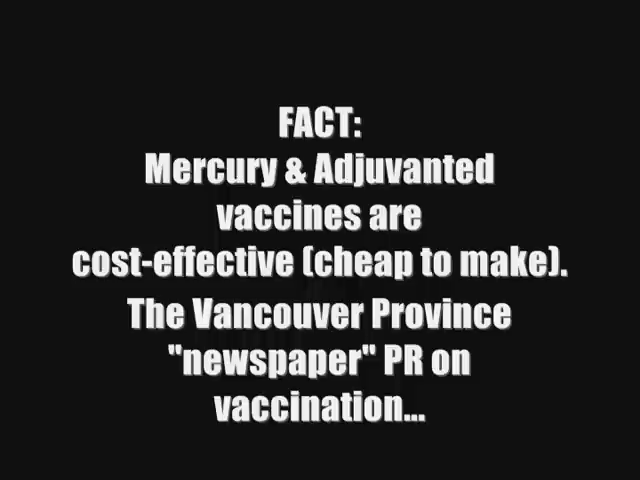 FACT:
Mercury & Adjuvanted
vaccines are
cost-effective (cheap to make).
The Vancouver Province
"newspaper" PR on
vaccination...